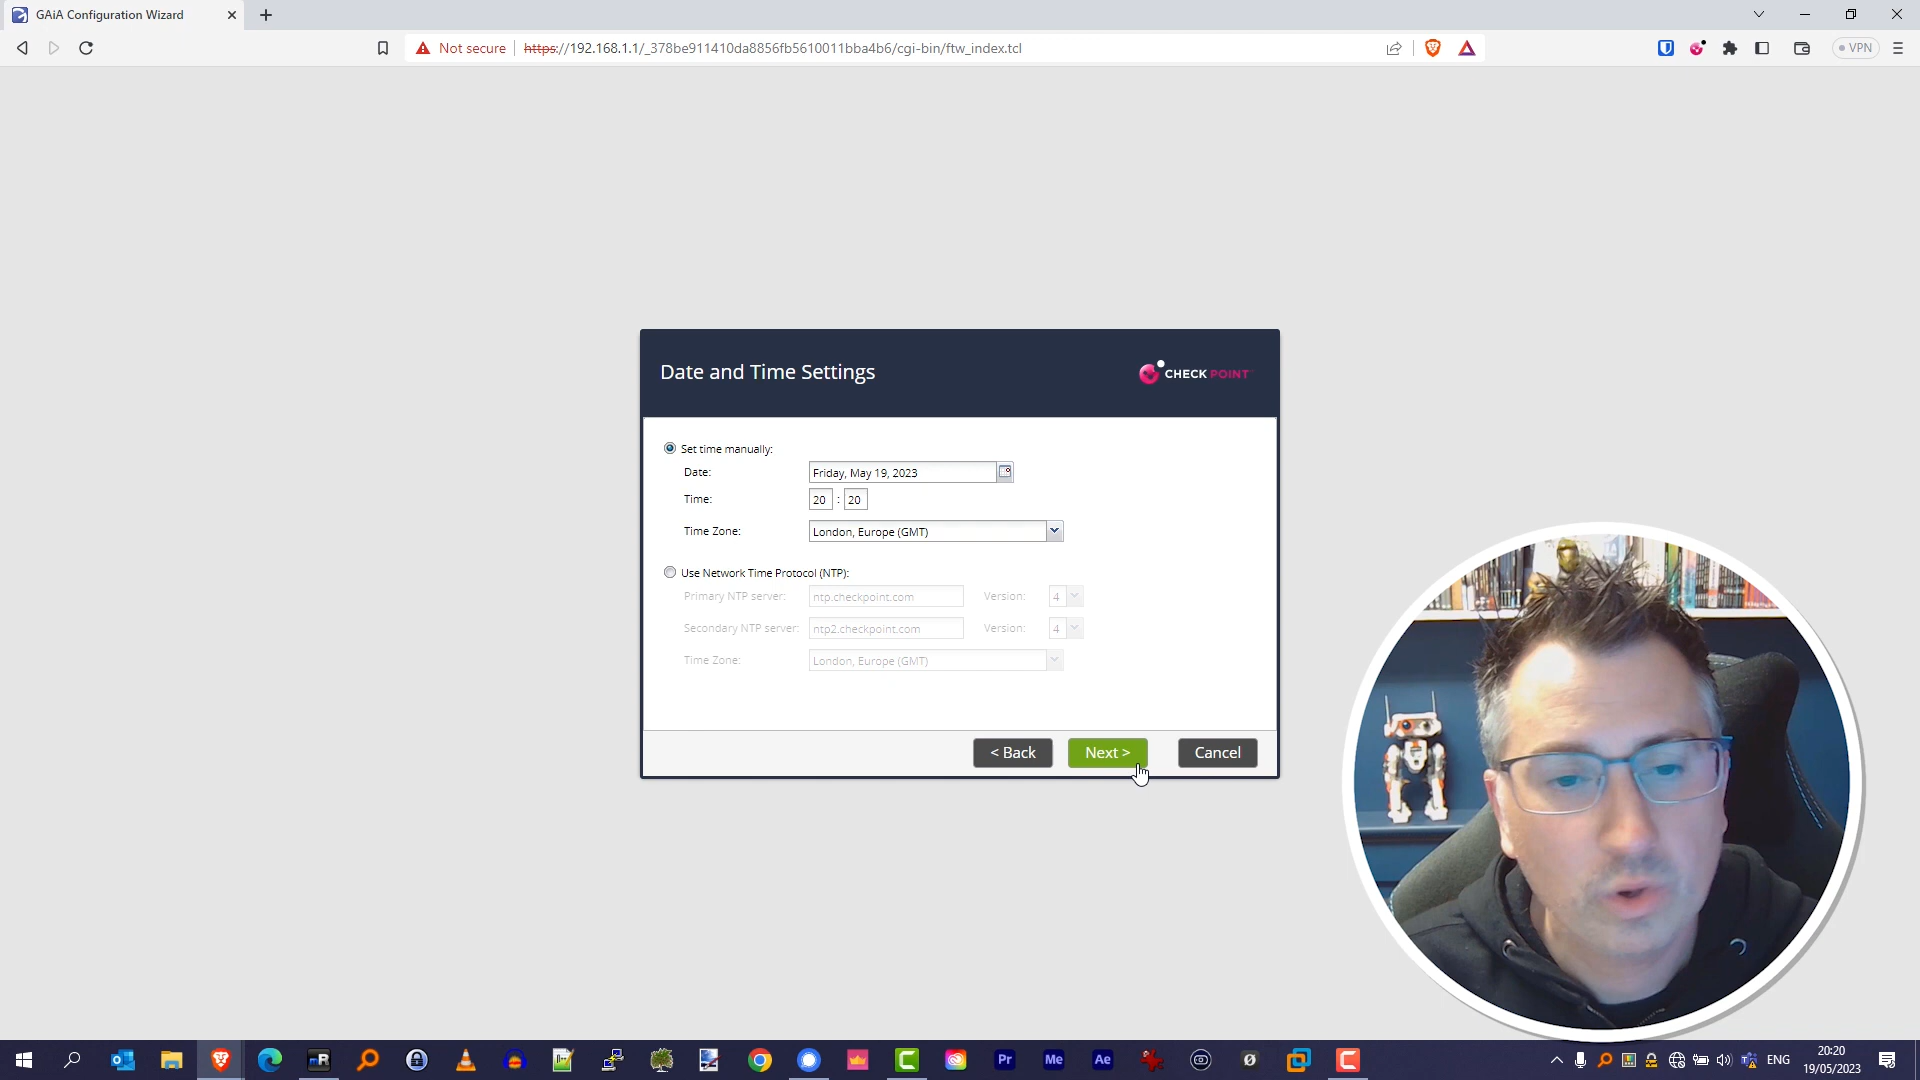 GAiA Configuration Wizard
Not secure
https://192.168.1.1/_378be911410da8856fb5610011bba4b6/cgi-bin/ftw_index.tcl
VPN
Date and Time Settings
CHECK POINT
Set time manually:
Date:
Friday, May 19, 2023
Time:
20 : 20
Time Zone:
London, Europe (GMT)
Use Network Time Protocol (NTP):
Primary NTP server:
ntp.checkpoint.com
Version:
4
Secondary NTP server:
ntp2.checkpoint.com
Version:
4
Time Zone:
London, Europe (GMT)
< Back
Next >
Cancel
Pr
Me
Ae
ENG
20:20
19/05/2023